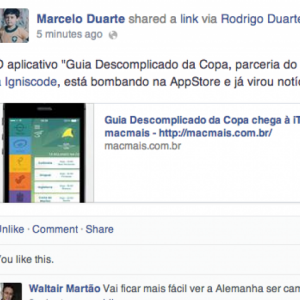 Marcelo Duarte shared a link via Rodrigo Duarte
5 minutes ago
O aplicativo "Guia Descomplicado da Copa, parceria do
Igniscode, está bombando na AppStore e já virou notíc
Guia Descomplicado da Copa chega à iT
macmais - http://macmais.com.br/
macmais.com.br
Unlike · Comment · Share
You like this.
Waltair Martão Vai ficar mais fácil ver a Alemanha ser cam